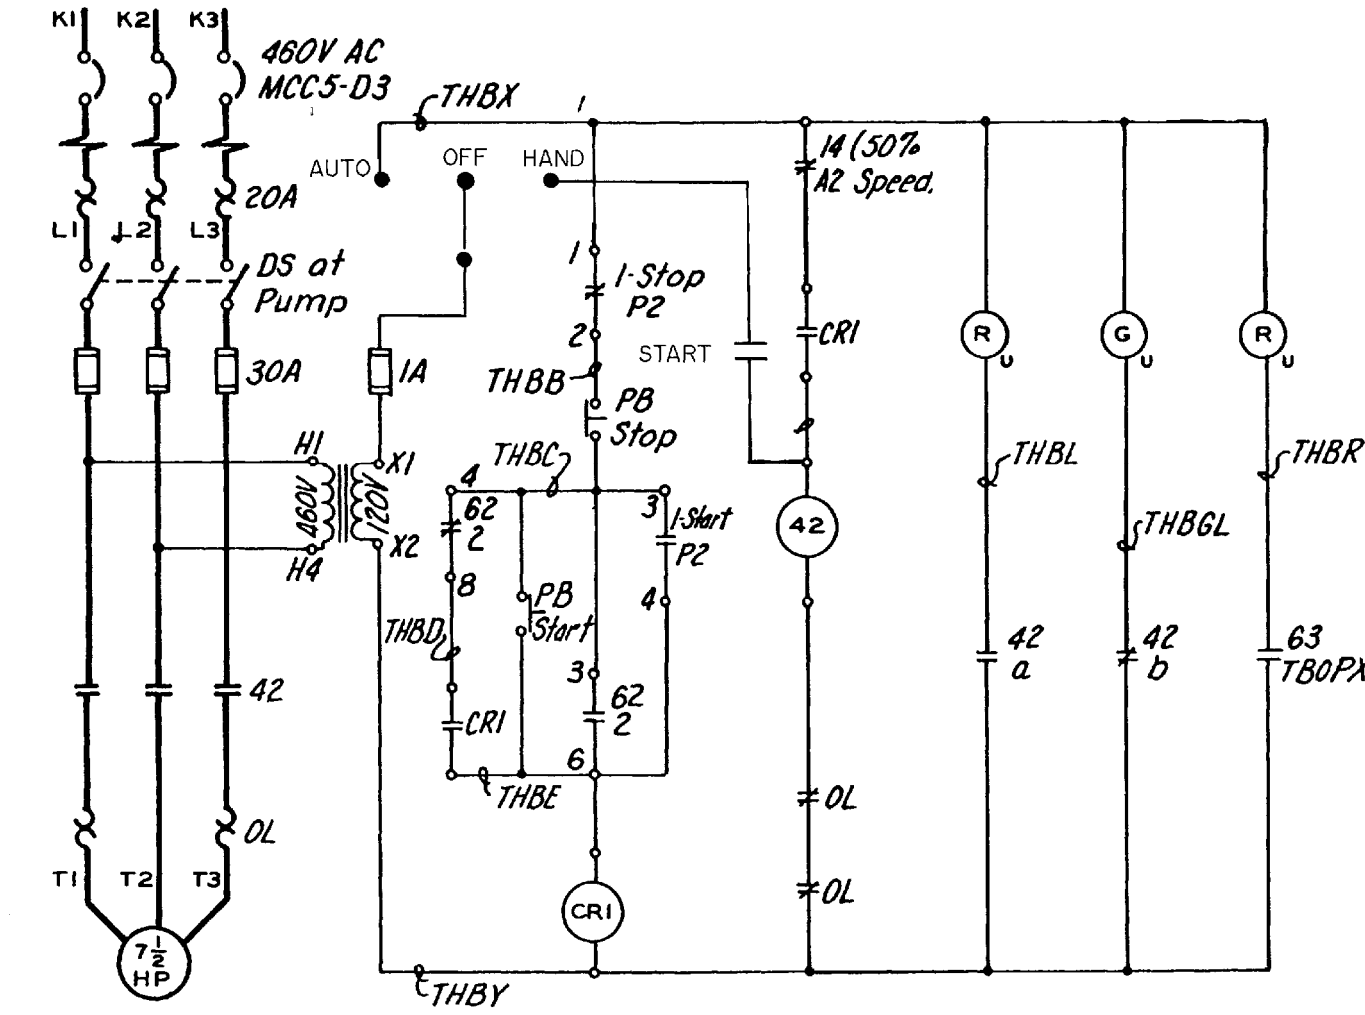 K1 K2 K3
460V AC
MCC5-D3
THBX
1
AUTO
OFF
HAND
14 (50%
A2 Speed.
20A
L1 L2 L3
DS at
Pump
1
1-Stop
P2
2
CR1
R
U
G
U
R
U
START
30A
1A
THBB
PB
Stop
H1
X1
THBC
THBL
THBR
460V
120V
4
62
2
3
1-Start
P2
42
H4
X2
THBGL
8
PB
Start
4
THBD
42
a
42
b
63
TBOPX
3
42
CR1
62
2
6
THBE
OL
OL
T1 T2 T3
OL
CR1
7 1/2
HP
THBY